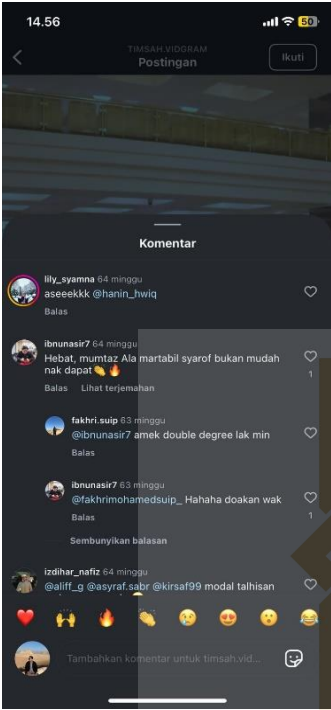 14.56
50
TIMSAH.VIDGRAM
Postingan
Ikuti
Komentar
lily_syamna 64 minggu
aseeekkk @hanin_hwiq
Balas
ibnunasir7 64 minggu
Hebat, mumtaz Ala martabil syarof bukan mudah
nak dapat👏🔥
1
Balas Lihat terjemahan
fakhri.suip 63 minggu
@ibnunasir7 amek double degree lak min
Balas
ibnunasir7 63 minggu
@fakhrimohamedsuip_ Hahaha doakan wak
1
Balas
Sembunyikan balasan
izdihar_nafiz 64 minggu
@aliff_g @asyraf.sabr @kirsaf99 modal talhisan
Tambahkan komentar untuk timsah.vid...